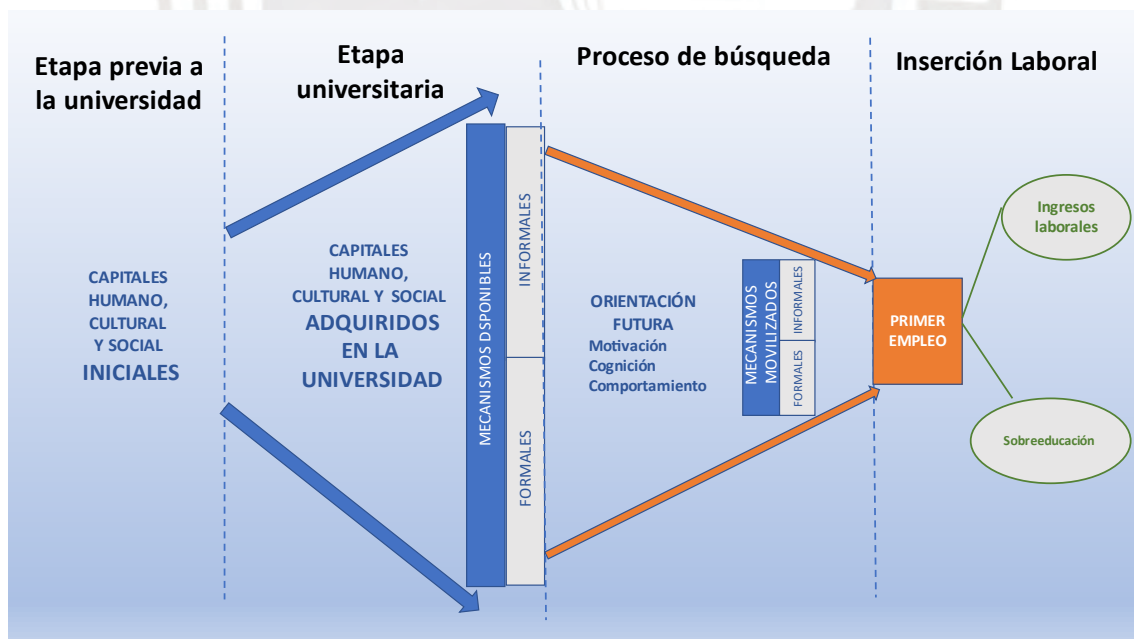 Etapa previa a
la universidad
Etapa
universitaria
Proceso de búsqueda
Inserción Laboral
CAPITALES
HUMANO,
CULTURAL
Y SOCIAL
INICIALES
CAPITALES
HUMANO,
CULTURAL Y SOCIAL
ADQUIRIDOS
EN LA
UNIVERSIDAD
MECANISMOS DSPONIBLES
INFORMALES
FORMALES
ORIENTACIÓN
FUTURA
Motivación
Cognición
Comportamiento
MECANISMOS
MOVILIZADOS
INFORMALES
FORMALES
PRIMER
EMPLEO
Ingresos
laborales
Sobreeducación